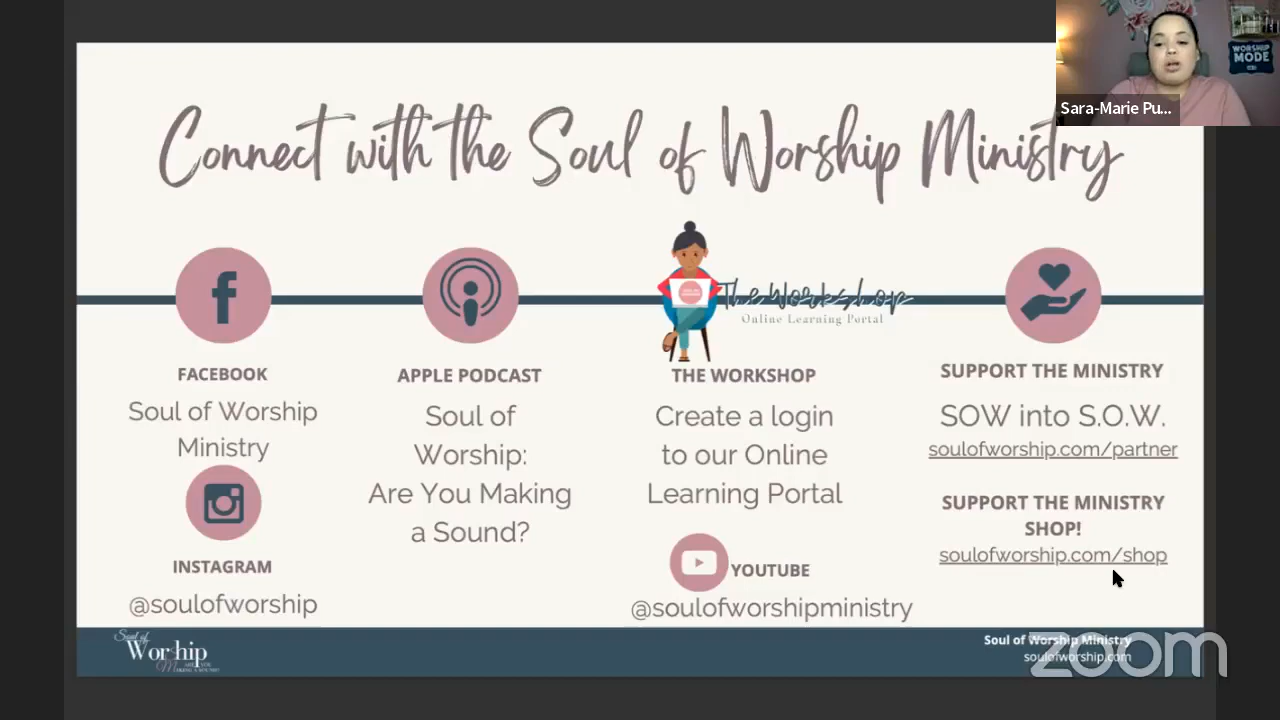 Connect with the Soul of Worship Ministry
WORSHIP
MODE
Sara-Marie Pu...
The Workshop
Online Learning Portal
FACEBOOK
Soul of Worship
Ministry
INSTAGRAM
@soulofworship
APPLE PODCAST
Soul of
Worship:
Are You Making
a Sound?
THE WORKSHOP
Create a login
to our Online
Learning Portal
YOUTUBE
@soulofworshipministry
SUPPORT THE MINISTRY
SOW into S.O.W.
soulofworship.com/partner
SUPPORT THE MINISTRY
SHOP!
soulofworship.com/shop
Soul of
Worship
Soul of Worship Ministry
soulofworship.com
zoom